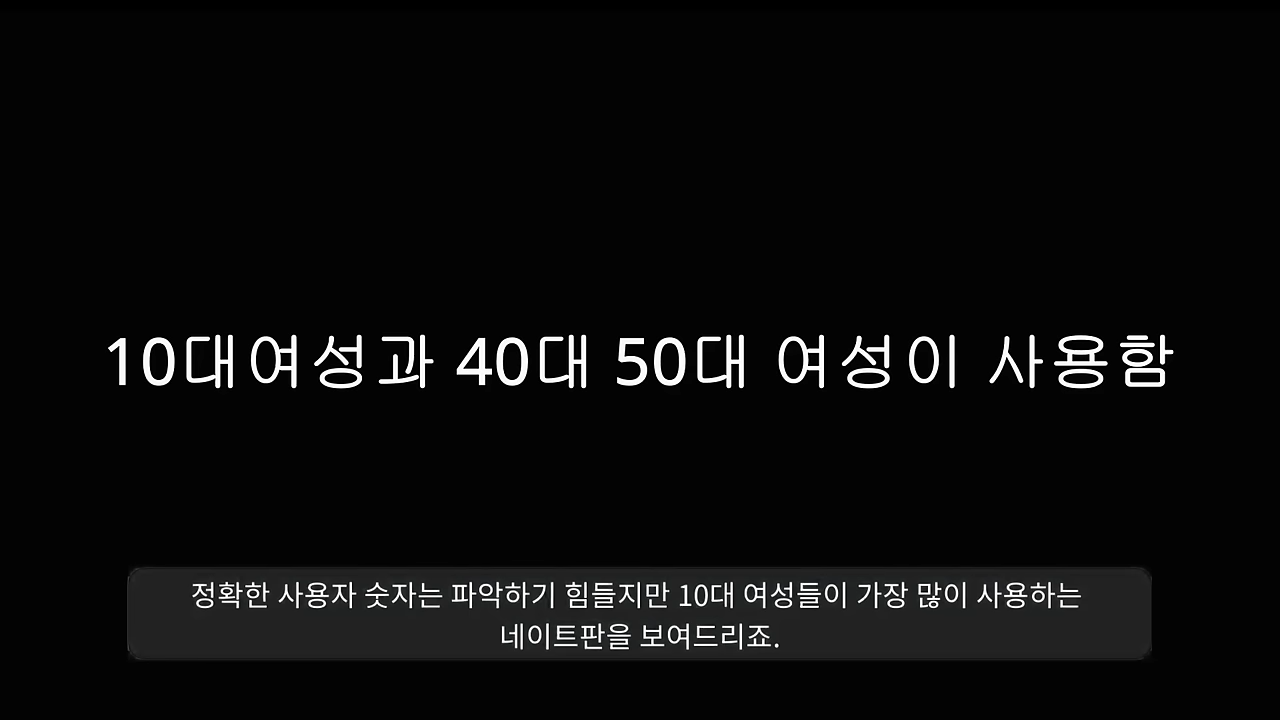 10대여성과 40대 50대 여성이 사용함
정확한 사용자 숫자는 파악하기 힘들지만 10대 여성들이 가장 많이 사용하는
네이트판을 보여드리죠.